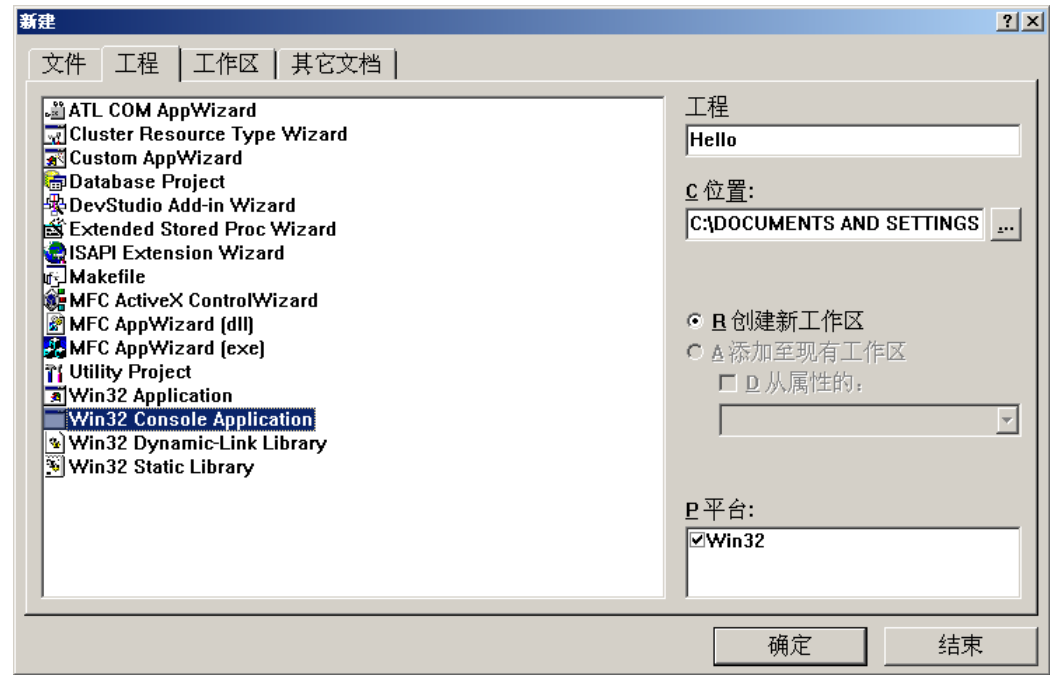 新建
文件 工程 工作区 其它文档
ATL COM AppWizard
Cluster Resource Type Wizard
Custom AppWizard
Database Project
DevStudio Add-in Wizard
Extended Stored Proc Wizard
ISAPI Extension Wizard
Makefile
MFC ActiveX ControlWizard
MFC AppWizard (dll)
MFC AppWizard (exe)
Utility Project
Win32 Application
Win32 Console Application
Win32 Dynamic-Link Library
Win32 Static Library
工程
Hello
C 位置:
C:\DOCUMENTS AND SETTINGS ...
R 创建新工作区
A 添加至现有工作区
D 从属性的:
P 平台:
Win32
确定 结束